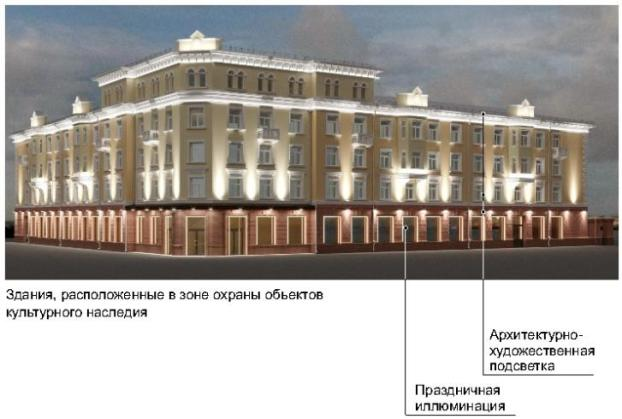 Здания, расположенные в зоне охраны объектов
культурного наследия
Архитектурно-
художественная
подсветка
Праздничная
иллюминация